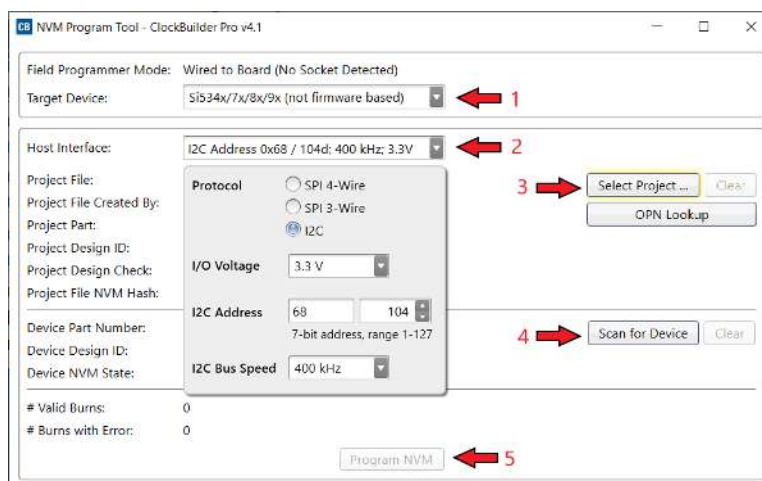 CB NVM Program Tool - ClockBuilder Pro v4.1
Field Programmer Mode: Wired to Board (No Socket Detected)
Target Device: Si534x/7x/8x/9x (not firmware based) 1
Host Interface: I2C Address 0x68 / 104d; 400 kHz; 3.3V 2
Project File: 3 Select Project ... Clear
Project File Created By:
Project Part: OPN Lookup
Project Design ID:
Project Design Check:
Project File NVM Hash:
Protocol SPI 4-Wire
SPI 3-Wire
I2C
I/O Voltage 3.3 V
I2C Address 68 104
7-bit address, range 1-127
I2C Bus Speed 400 kHz
Device Part Number: 4 Scan for Device Clear
Device Design ID:
Device NVM State:
# Valid Burns: 0
# Burns with Error: 0
Program NVM 5